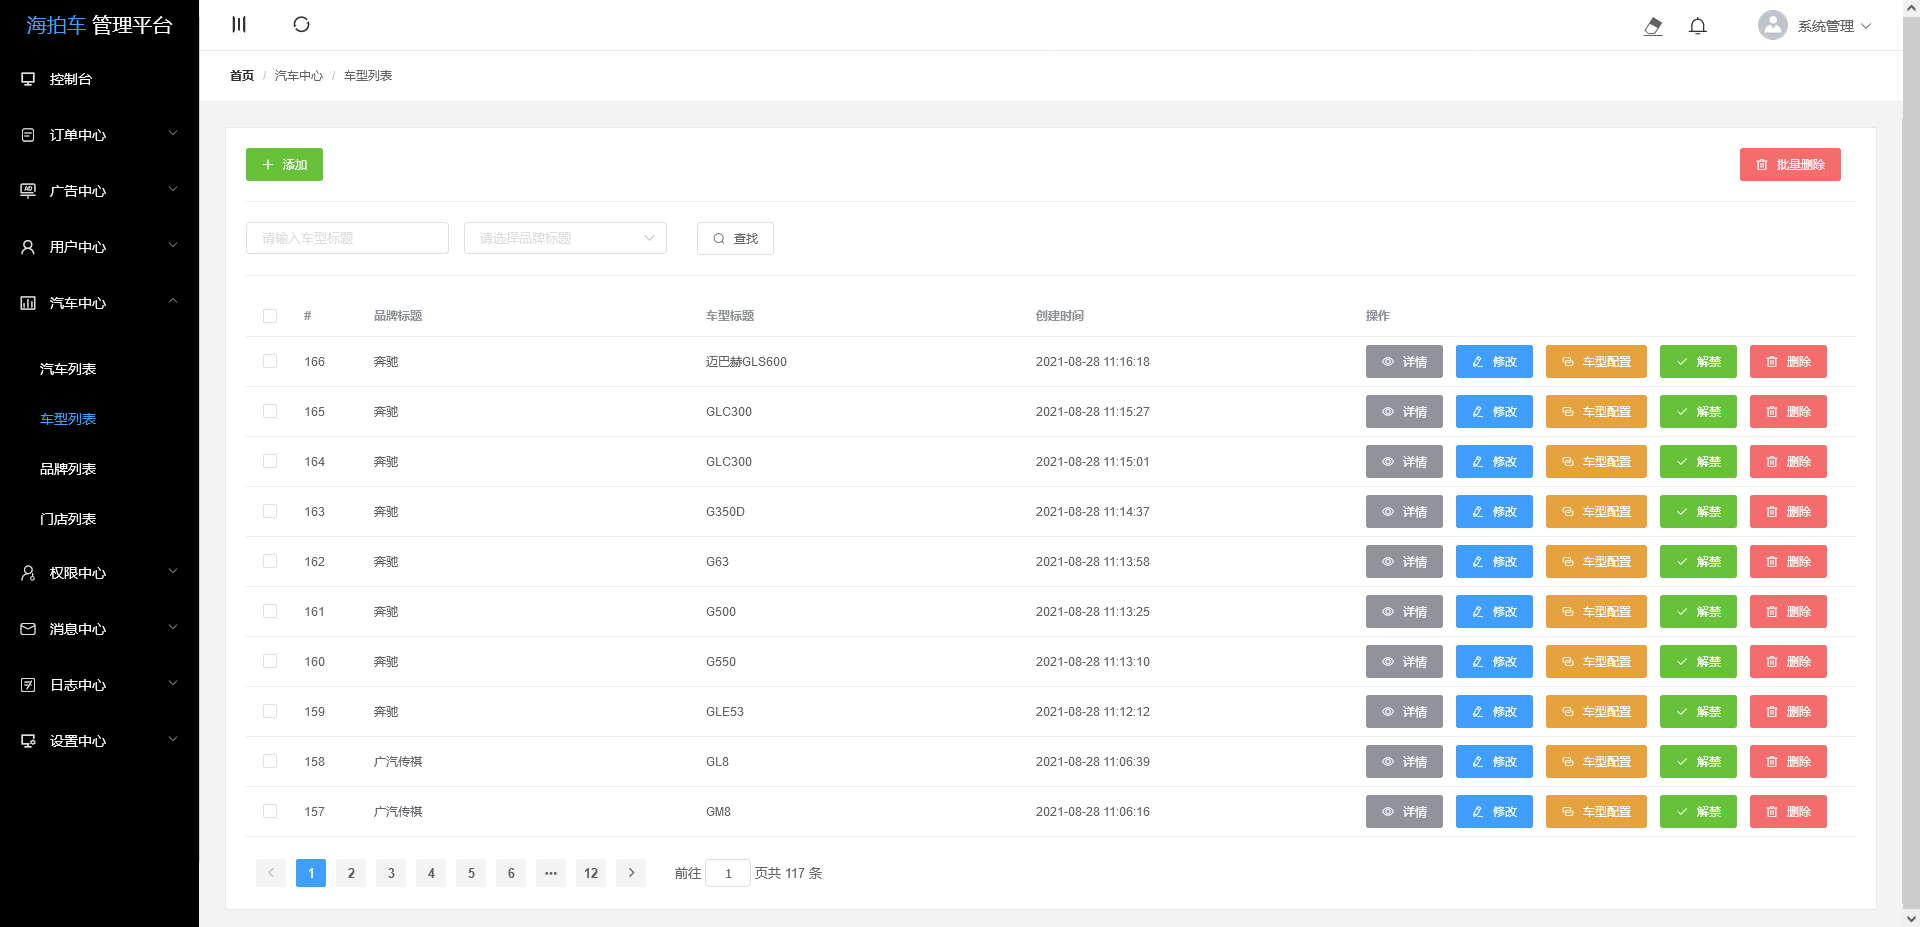 海拍车 管理平台
系统管理
控制台
订单中心
广告中心
用户中心
汽车中心
汽车列表
车型列表
品牌列表
门店列表
权限中心
消息中心
日志中心
设置中心
首页 / 汽车中心 / 车型列表
添加
批量删除
请输入车型标题 请选择品牌标题 查找
# 品牌标题 车型标题 创建时间 操作
166 奔驰 迈巴赫GLS600 2021-08-28 11:16:18 详情 修改 车型配置 解禁 删除
165 奔驰 GLC300 2021-08-28 11:15:27 详情 修改 车型配置 解禁 删除
164 奔驰 GLC300 2021-08-28 11:15:01 详情 修改 车型配置 解禁 删除
163 奔驰 G350D 2021-08-28 11:14:37 详情 修改 车型配置 解禁 删除
162 奔驰 G63 2021-08-28 11:13:58 详情 修改 车型配置 解禁 删除
161 奔驰 G500 2021-08-28 11:13:25 详情 修改 车型配置 解禁 删除
160 奔驰 G550 2021-08-28 11:13:10 详情 修改 车型配置 解禁 删除
159 奔驰 GLE53 2021-08-28 11:12:12 详情 修改 车型配置 解禁 删除
158 广汽传祺 GL8 2021-08-28 11:06:39 详情 修改 车型配置 解禁 删除
157 广汽传祺 GM8 2021-08-28 11:06:16 详情 修改 车型配置 解禁 删除
1 2 3 4 5 6 ••• 12 前往 1 页共 117 条